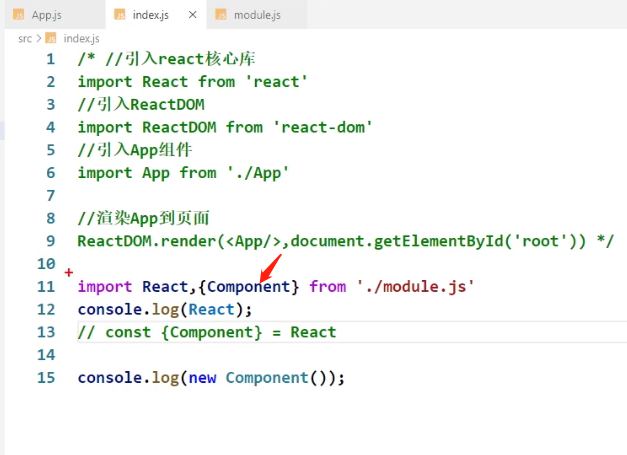 JS App.js JS index.js × JS module.js
src > JS index.js
1 /* //引入react核心库
2 import React from 'react'
3 //引入ReactDOM
4 import ReactDOM from 'react-dom'
5 //引入App组件
6 import App from './App'
7
8 //渲染App到页面
9 ReactDOM.render(<App/>,document.getElementById('root')) */
10
11 import React,{Component} from './module.js'
12 console.log(React);
13 // const {Component} = React
14
15 console.log(new Component());